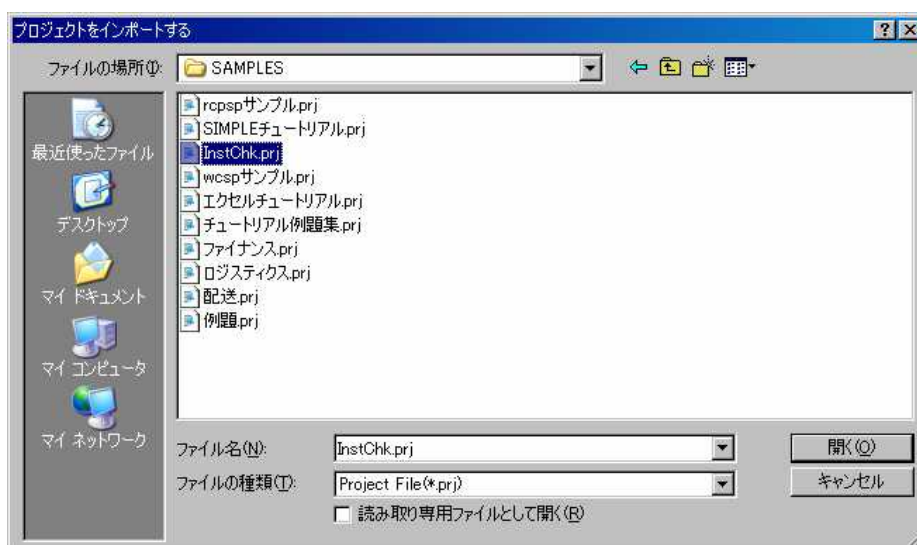 プロジェクトをインポートする
ファイルの場所(I): SAMPLES
最近使ったファイル
デスクトップ
マイ ドキュメント
マイ コンピュータ
マイ ネットワーク
rcpspサンプル.prj
SIMPLEチュートリアル.prj
InstChk.prj
wcspサンプル.prj
エクセルチュートリアル.prj
チュートリアル例題集.prj
ファイナンス.prj
ロジスティクス.prj
配送.prj
例題.prj
ファイル名(N): InstChk.prj 開く(O)
ファイルの種類(T): Project File(*.prj) キャンセル
読み取り専用ファイルとして開く(R)